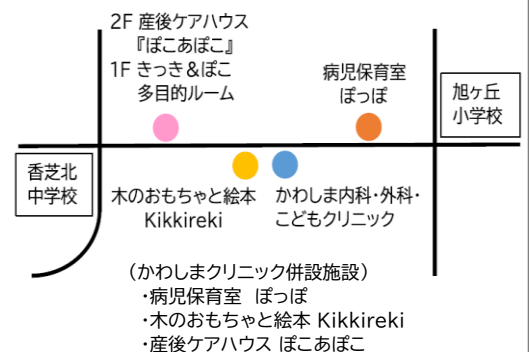 2F 産後ケアハウス
『ぽこあぽこ』
1F きっき＆ぽこ
多目的ルーム
病児保育室
ぽっぽ
旭ヶ丘
小学校
香芝北
中学校
木のおもちゃと絵本
Kikkireki
かわしま内科・外科・
こどもクリニック
（かわしまクリニック併設施設）
・病児保育室 ぽっぽ
・木のおもちゃと絵本 Kikkireki
・産後ケアハウス ぽこあぽこ